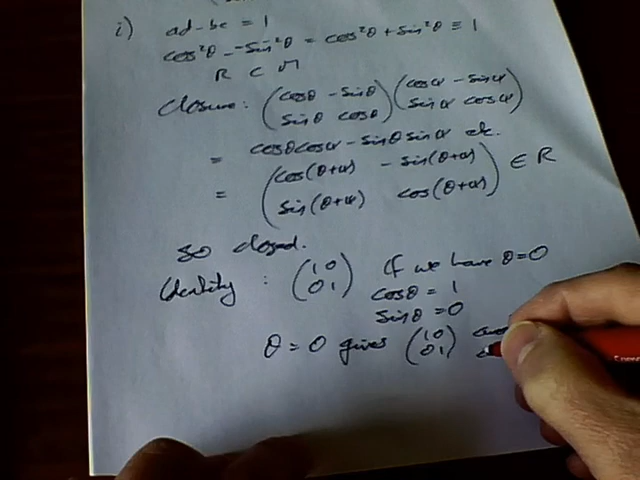 i) ad-bc = 1
cos²θ - -sin²θ = cos²θ + sin²θ ≡ 1
R ⊂ M
Closure: (cosθ -sinθ) (cosα -sinα)
(sinθ cosθ) (sinα cosα)
= cosθcosα - sinθsinα etc.
= (cos(θ+α) -sin(θ+α)) ∈ R
(sin(θ+α) cos(θ+α))
so closed.
Identity : (1 0) if we have θ=0
(0 1) cosθ = 1
sinθ = 0
θ = 0 gives (1 0)
(0 1)